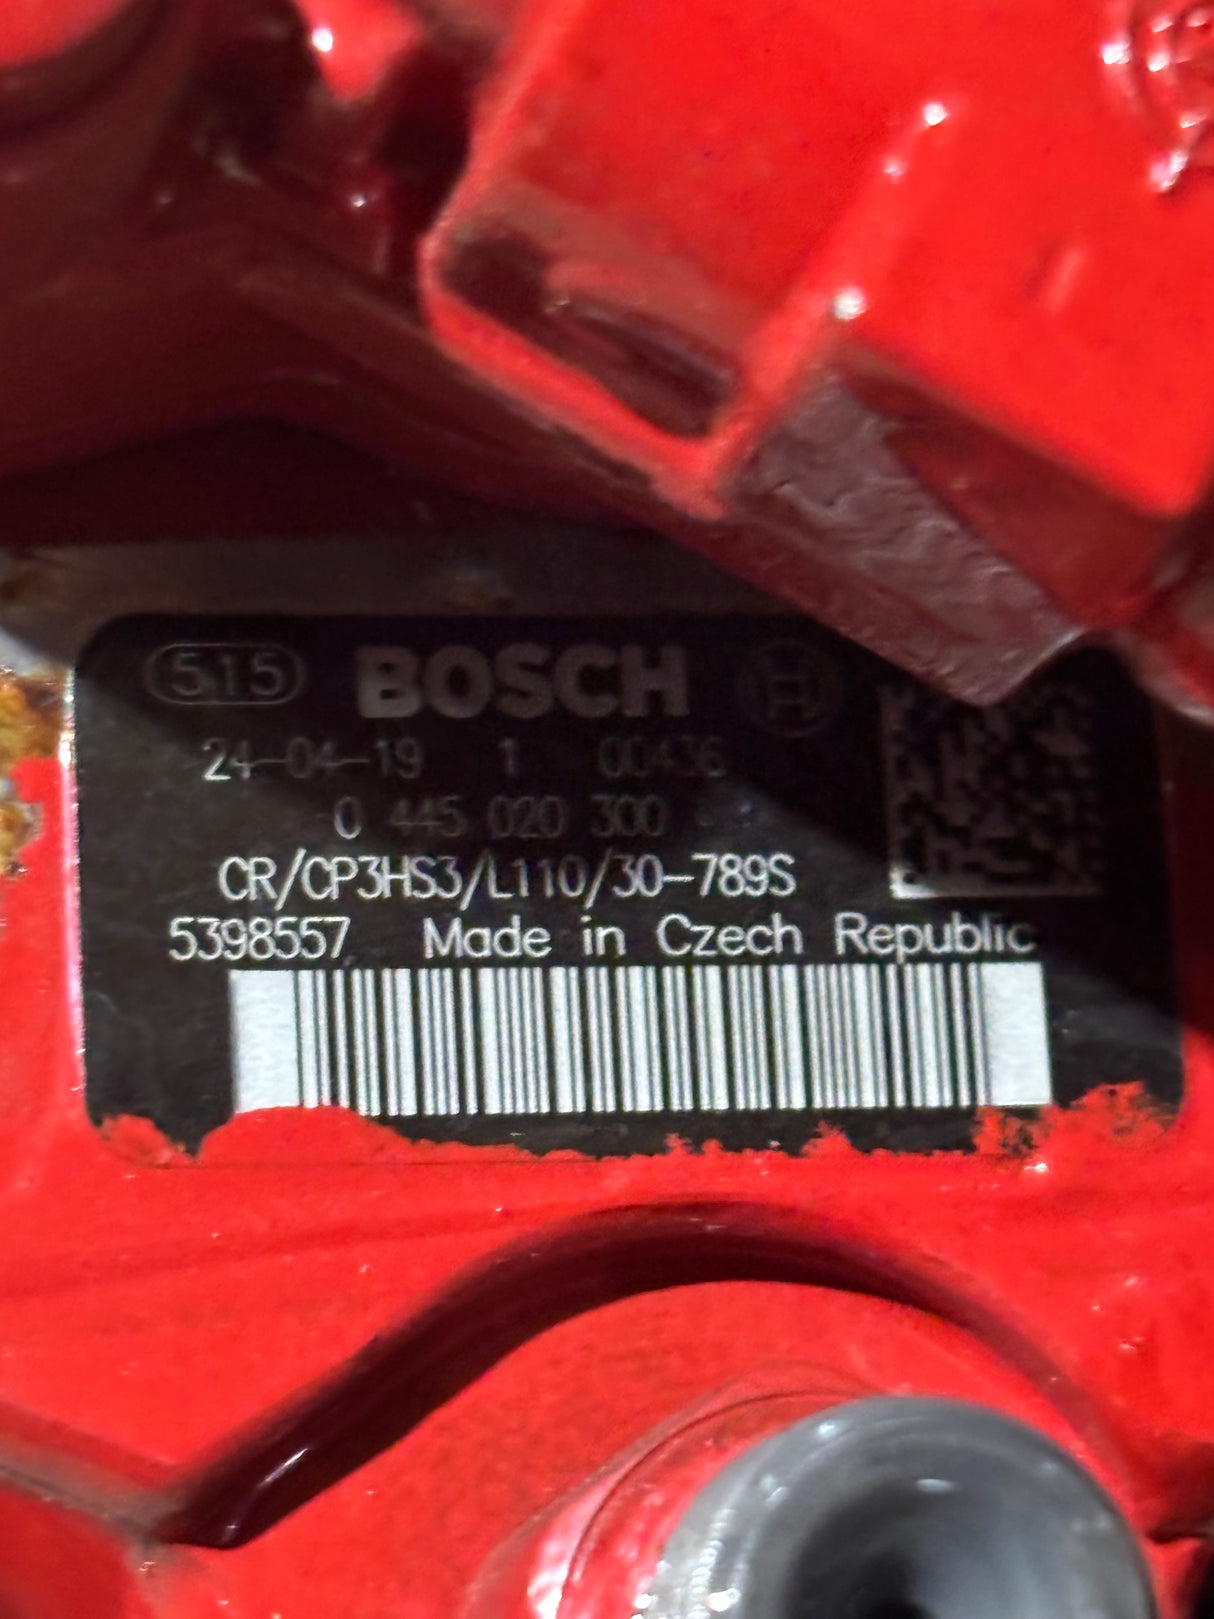 515 BOSCH
24-04-19 1 00436
0 445 020 300
CR/CP3HS3/L110/30-789S
5398557 Made in Czech Republic